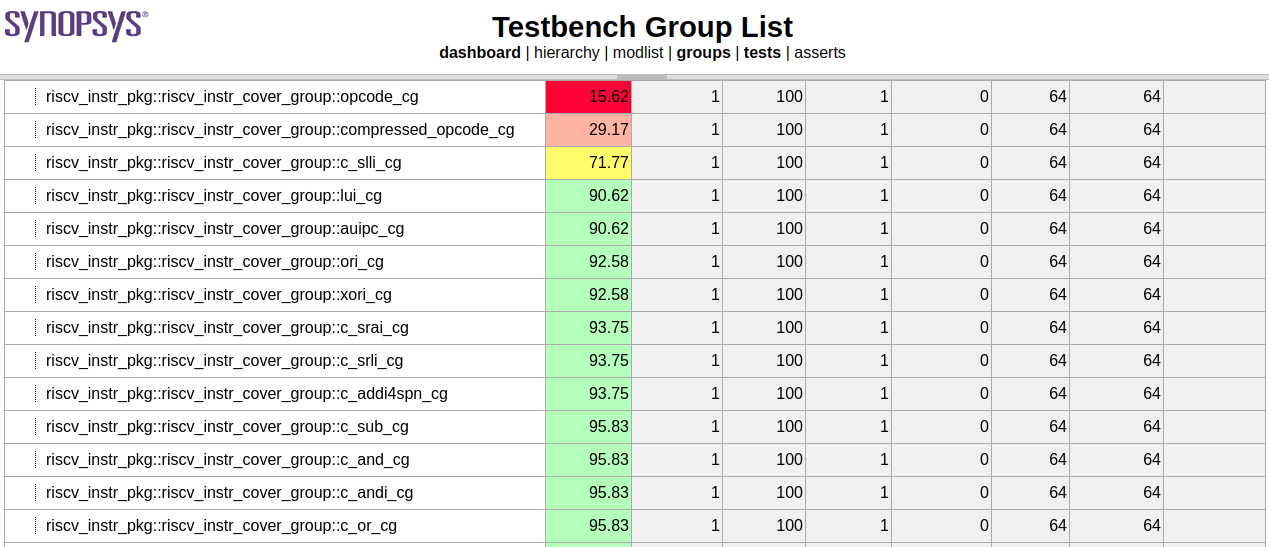 SYNOPSYS®
Testbench Group List
dashboard | hierarchy | modlist | groups | tests | asserts
riscv_instr_pkg::riscv_instr_cover_group::opcode_cg 15.62 1 100 1 0 64 64
riscv_instr_pkg::riscv_instr_cover_group::compressed_opcode_cg 29.17 1 100 1 0 64 64
riscv_instr_pkg::riscv_instr_cover_group::c_slli_cg 71.77 1 100 1 0 64 64
riscv_instr_pkg::riscv_instr_cover_group::lui_cg 90.62 1 100 1 0 64 64
riscv_instr_pkg::riscv_instr_cover_group::auipc_cg 90.62 1 100 1 0 64 64
riscv_instr_pkg::riscv_instr_cover_group::ori_cg 92.58 1 100 1 0 64 64
riscv_instr_pkg::riscv_instr_cover_group::xori_cg 92.58 1 100 1 0 64 64
riscv_instr_pkg::riscv_instr_cover_group::c_srai_cg 93.75 1 100 1 0 64 64
riscv_instr_pkg::riscv_instr_cover_group::c_srli_cg 93.75 1 100 1 0 64 64
riscv_instr_pkg::riscv_instr_cover_group::c_addi4spn_cg 93.75 1 100 1 0 64 64
riscv_instr_pkg::riscv_instr_cover_group::c_sub_cg 95.83 1 100 1 0 64 64
riscv_instr_pkg::riscv_instr_cover_group::c_and_cg 95.83 1 100 1 0 64 64
riscv_instr_pkg::riscv_instr_cover_group::c_andi_cg 95.83 1 100 1 0 64 64
riscv_instr_pkg::riscv_instr_cover_group::c_or_cg 95.83 1 100 1 0 64 64